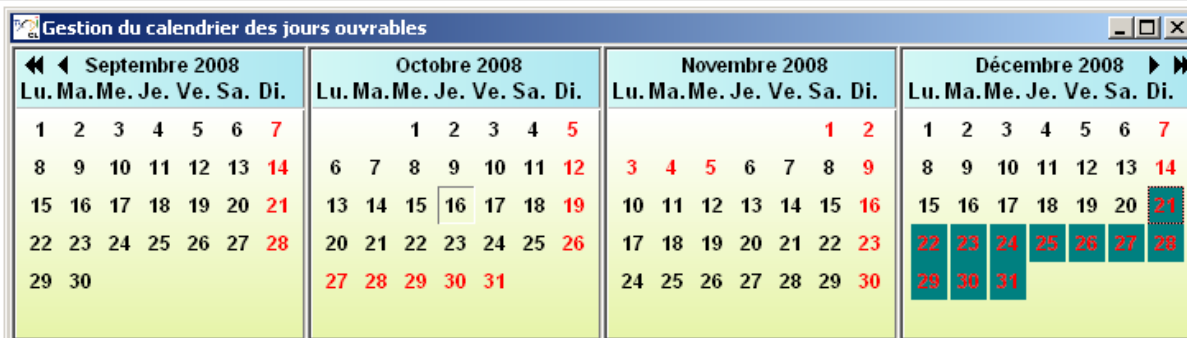 Gestion du calendrier des jours ouvrables
Septembre 2008
Lu. Ma. Me. Je. Ve. Sa. Di.
1 2 3 4 5 6 7
8 9 10 11 12 13 14
15 16 17 18 19 20 21
22 23 24 25 26 27 28
29 30
Octobre 2008
Lu. Ma. Me. Je. Ve. Sa. Di.
1 2 3 4 5
6 7 8 9 10 11 12
13 14 15 16 17 18 19
20 21 22 23 24 25 26
27 28 29 30 31
Novembre 2008
Lu. Ma. Me. Je. Ve. Sa. Di.
1 2
3 4 5 6 7 8 9
10 11 12 13 14 15 16
17 18 19 20 21 22 23
24 25 26 27 28 29 30
Décembre 2008
Lu. Ma. Me. Je. Ve. Sa. Di.
1 2 3 4 5 6 7
8 9 10 11 12 13 14
15 16 17 18 19 20 21
22 23 24 25 26 27 28
29 30 31